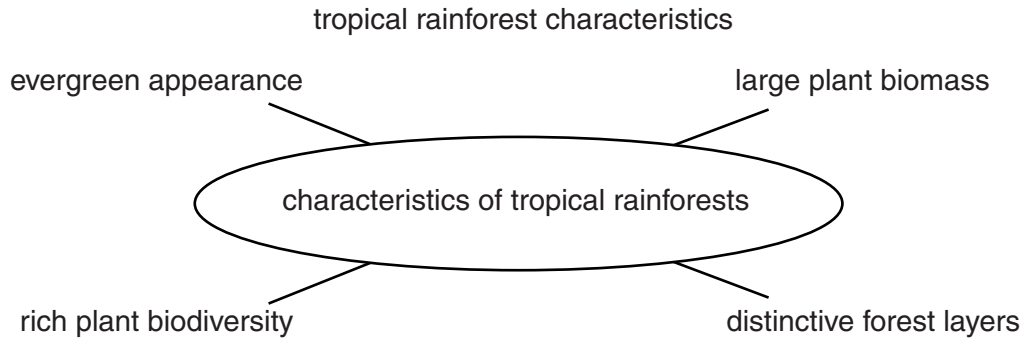 tropical rainforest characteristics
evergreen appearance
large plant biomass
characteristics of tropical rainforests
rich plant biodiversity
distinctive forest layers